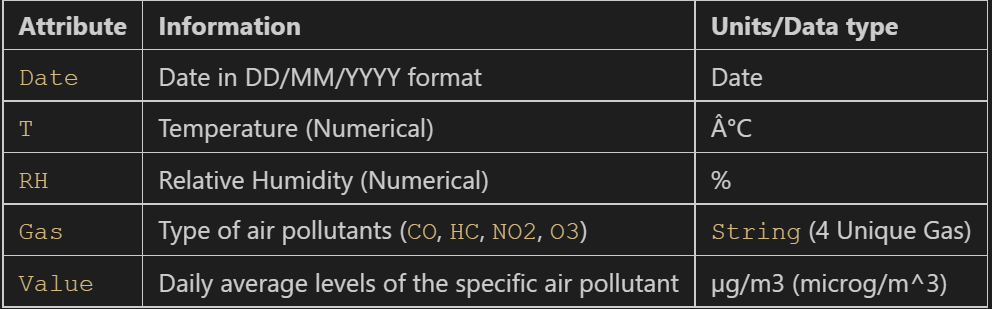 Attribute Information Units/Data type
Date Date in DD/MM/YYYY format Date
T Temperature (Numerical) Â°C
RH Relative Humidity (Numerical) %
Gas Type of air pollutants (CO, HC, NO2, O3) String (4 Unique Gas)
Value Daily average levels of the specific air pollutant µg/m3 (microg/m^3)